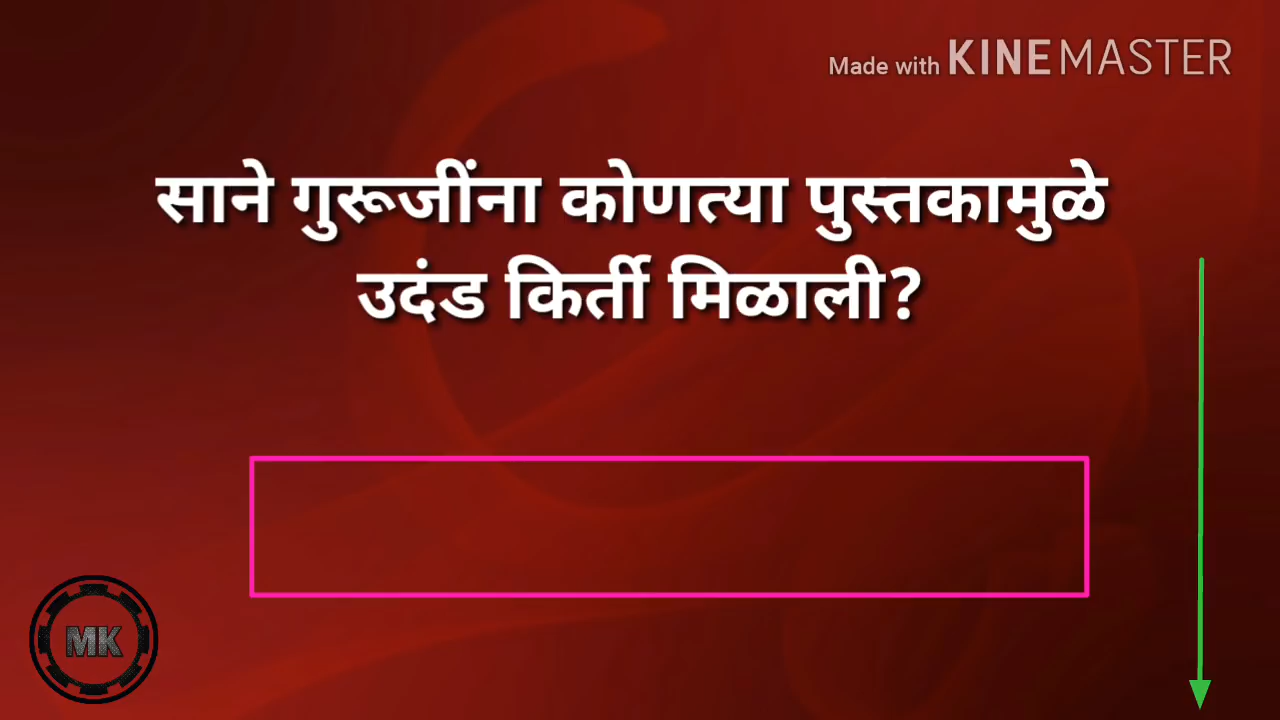 Made with KINEMASTER
साने गुरूजींना कोणत्या पुस्तकामुळे
उदंड किर्ती मिळाली?
MK